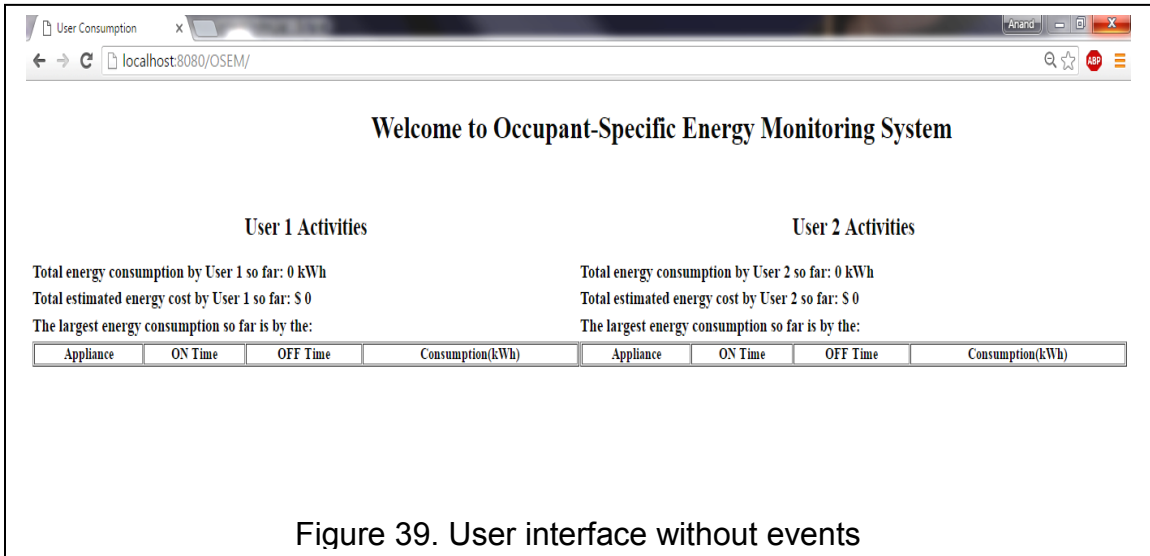 User Consumption x
Anand
localhost:8080/OSEM/
ABP
Welcome to Occupant-Specific Energy Monitoring System
User 1 Activities
Total energy consumption by User 1 so far: 0 kWh
Total estimated energy cost by User 1 so far: $ 0
The largest energy consumption so far is by the:
Appliance ON Time OFF Time Consumption(kWh)
User 2 Activities
Total energy consumption by User 2 so far: 0 kWh
Total estimated energy cost by User 2 so far: $ 0
The largest energy consumption so far is by the:
Appliance ON Time OFF Time Consumption(kWh)
Figure 39. User interface without events